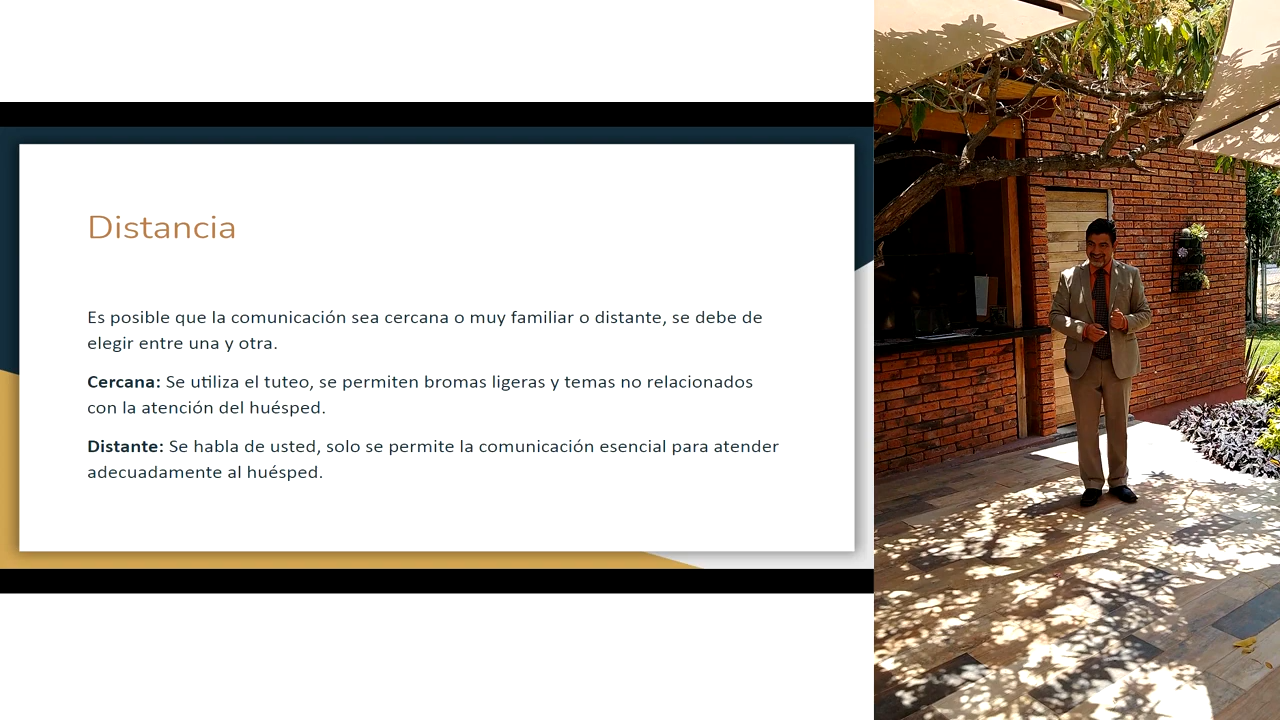 Distancia
Es posible que la comunicación sea cercana o muy familiar o distante, se debe de
elegir entre una y otra.
Cercana: Se utiliza el tuteo, se permiten bromas ligeras y temas no relacionados
con la atención del huésped.
Distante: Se habla de usted, solo se permite la comunicación esencial para atender
adecuadamente al huésped.